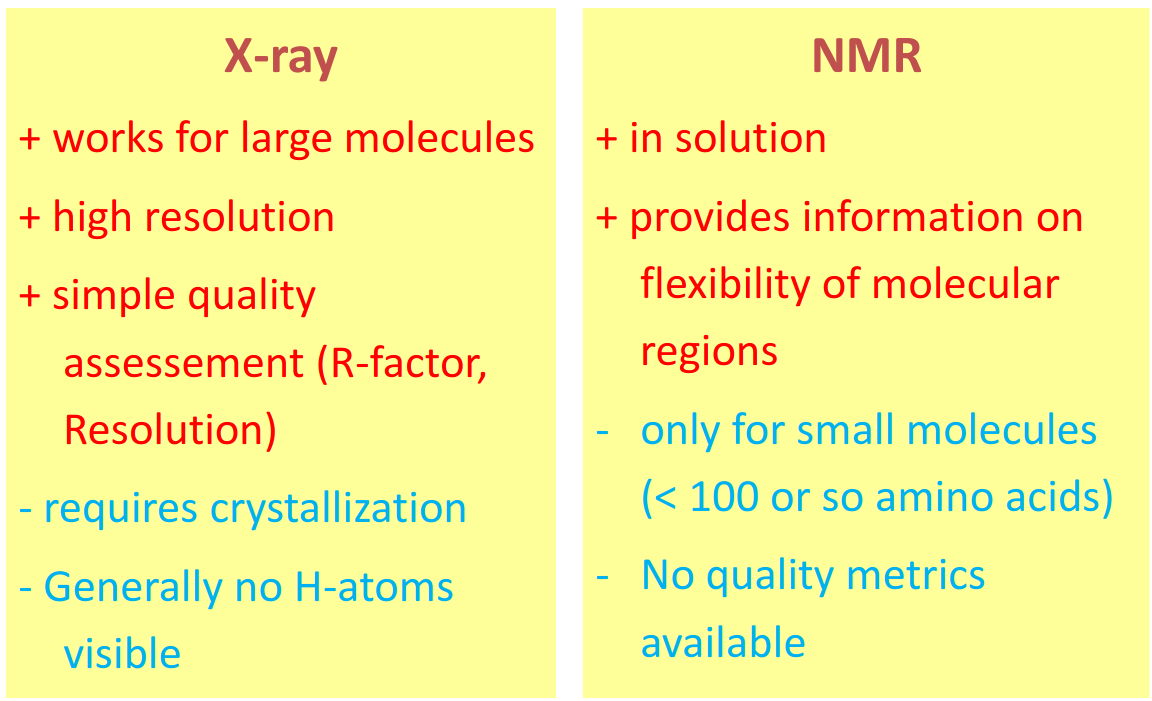 X-ray
+ works for large molecules
+ high resolution
+ simple quality
assessement (R-factor,
Resolution)
- requires crystallization
- Generally no H-atoms
visible
NMR
+ in solution
+ provides information on
flexibility of molecular
regions
- only for small molecules
(< 100 or so amino acids)
- No quality metrics
available